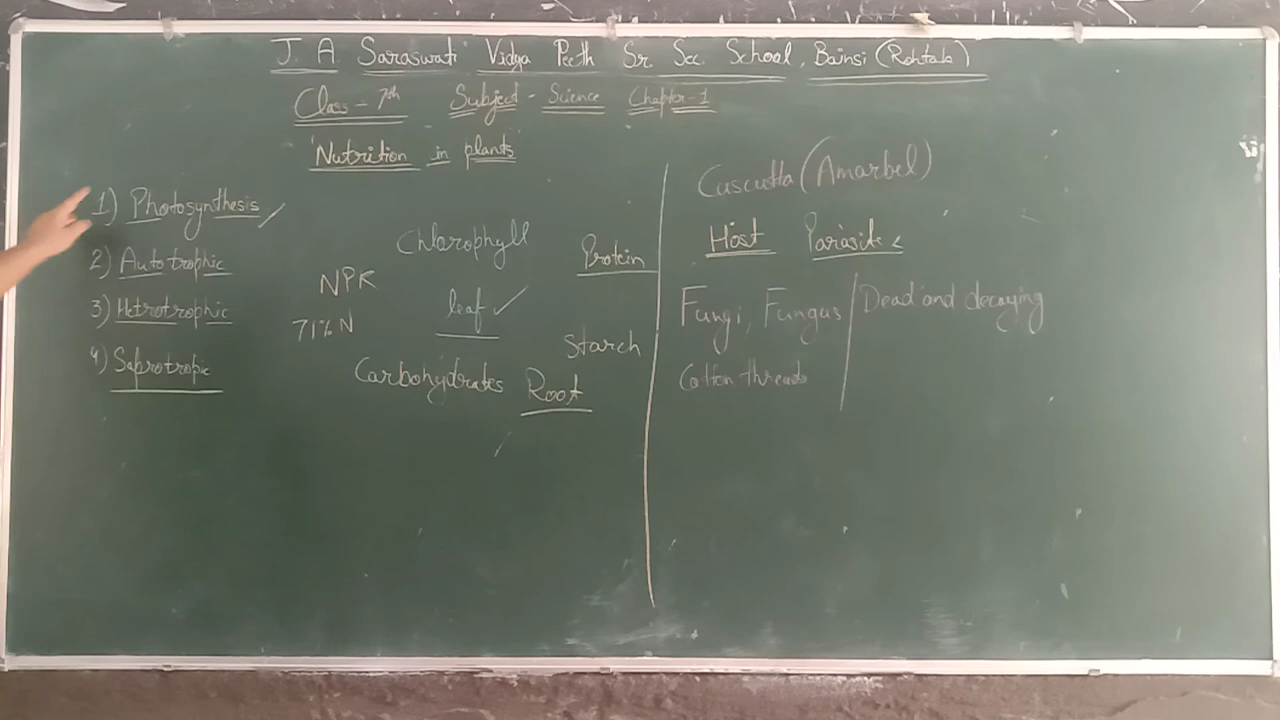 J. A. Saraswati Vidya Peeth Sr. Sec. School, Bainsi (Rohtak)
Class - 7th Subject - Science Chapter-1
Nutrition in plants
1) Photosynthesis
2) Autotrophic
3) Hetrotrophic
4) Saprotropic
Chlorophyll
Protein
NPK
leaf ✓
71% N
Starch
Carbohydrates
Root
Cuscutta (Amarbel)
Host Parasite
Fungi, Fungus
Dead and decaying
Cotton threads